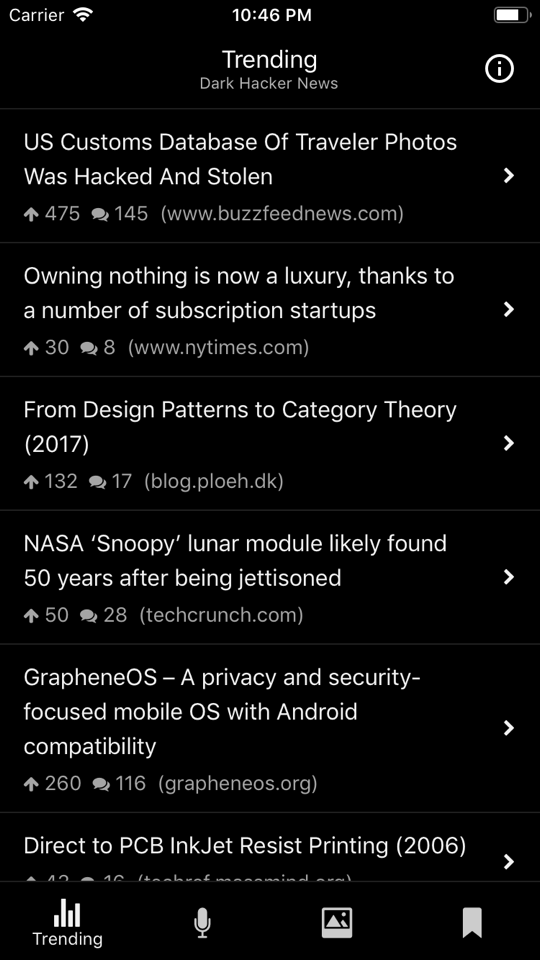 Carrier 10:46 PM
Trending
Dark Hacker News
US Customs Database Of Traveler Photos
Was Hacked And Stolen
475 145 (www.buzzfeednews.com)
Owning nothing is now a luxury, thanks to
a number of subscription startups
30 8 (www.nytimes.com)
From Design Patterns to Category Theory
(2017)
132 17 (blog.ploeh.dk)
NASA ‘Snoopy’ lunar module likely found
50 years after being jettisoned
50 28 (techcrunch.com)
GrapheneOS – A privacy and security-
focused mobile OS with Android
compatibility
260 116 (grapheneos.org)
Direct to PCB InkJet Resist Printing (2006)
Trending